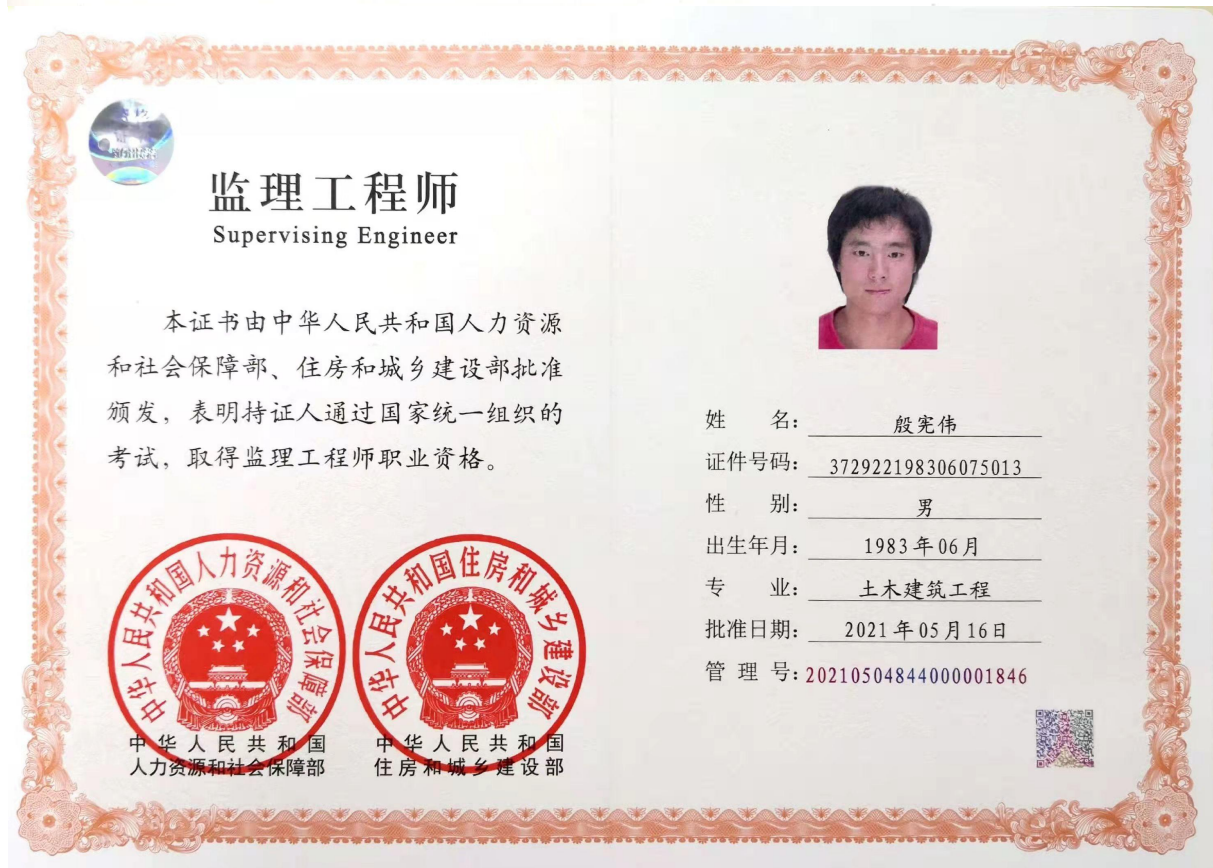 监理工程师
Supervising Engineer
本证书由中华人民共和国人力资源
和社会保障部、住房和城乡建设部批准
颁发，表明持证人通过国家统一组织的
考试，取得监理工程师职业资格。
中华人民共和国人力资源和社会保障部
中华人民共和国
人力资源和社会保障部
中华人民共和国住房和城乡建设部
中华人民共和国
住房和城乡建设部
姓名：殷宪伟
证件号码：372922198306075013
性别：男
出生年月：1983年06月
专业：土木建筑工程
批准日期：2021年05月16日
管理号：20210504844000001846